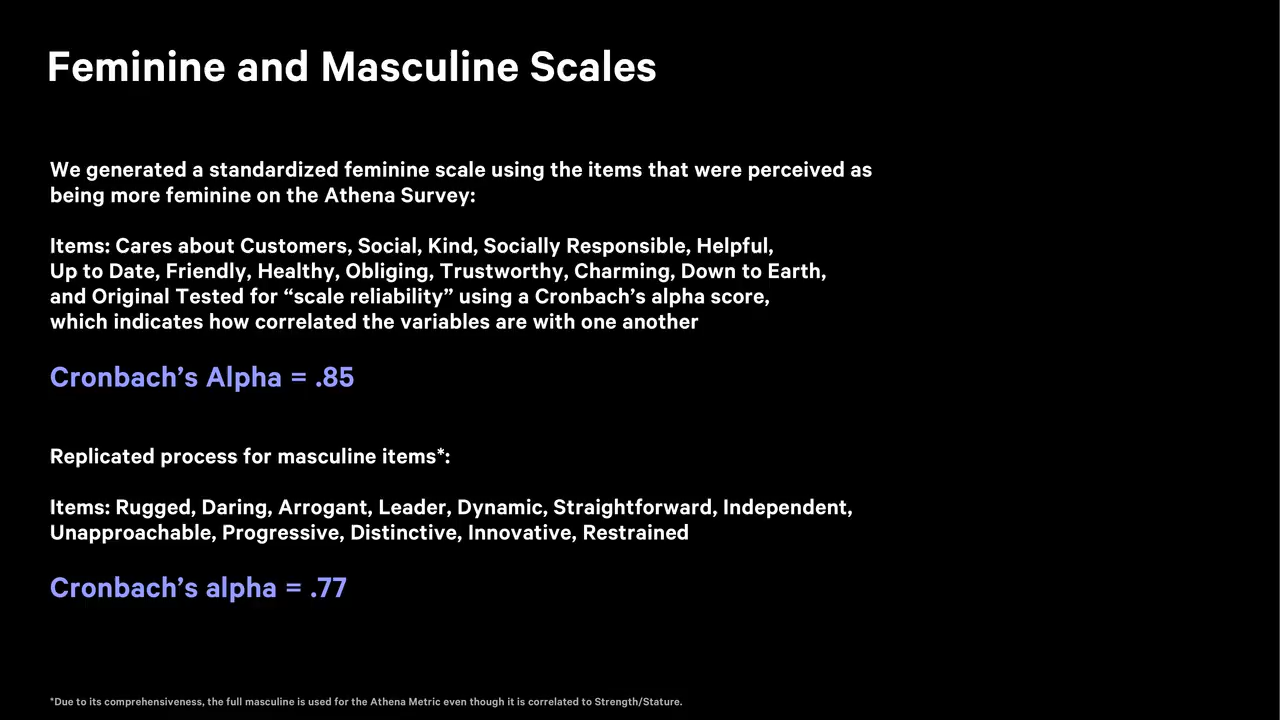 Feminine and Masculine Scales
We generated a standardized feminine scale using the items that were perceived as
being more feminine on the Athena Survey:
Items: Cares about Customers, Social, Kind, Socially Responsible, Helpful,
Up to Date, Friendly, Healthy, Obliging, Trustworthy, Charming, Down to Earth,
and Original Tested for “scale reliability” using a Cronbach’s alpha score,
which indicates how correlated the variables are with one another
Cronbach’s Alpha = .85
Replicated process for masculine items*:
Items: Rugged, Daring, Arrogant, Leader, Dynamic, Straightforward, Independent,
Unapproachable, Progressive, Distinctive, Innovative, Restrained
Cronbach’s alpha = .77
*Due to its comprehensiveness, the full masculine is used for the Athena Metric even though it is correlated to Strength/Stature.